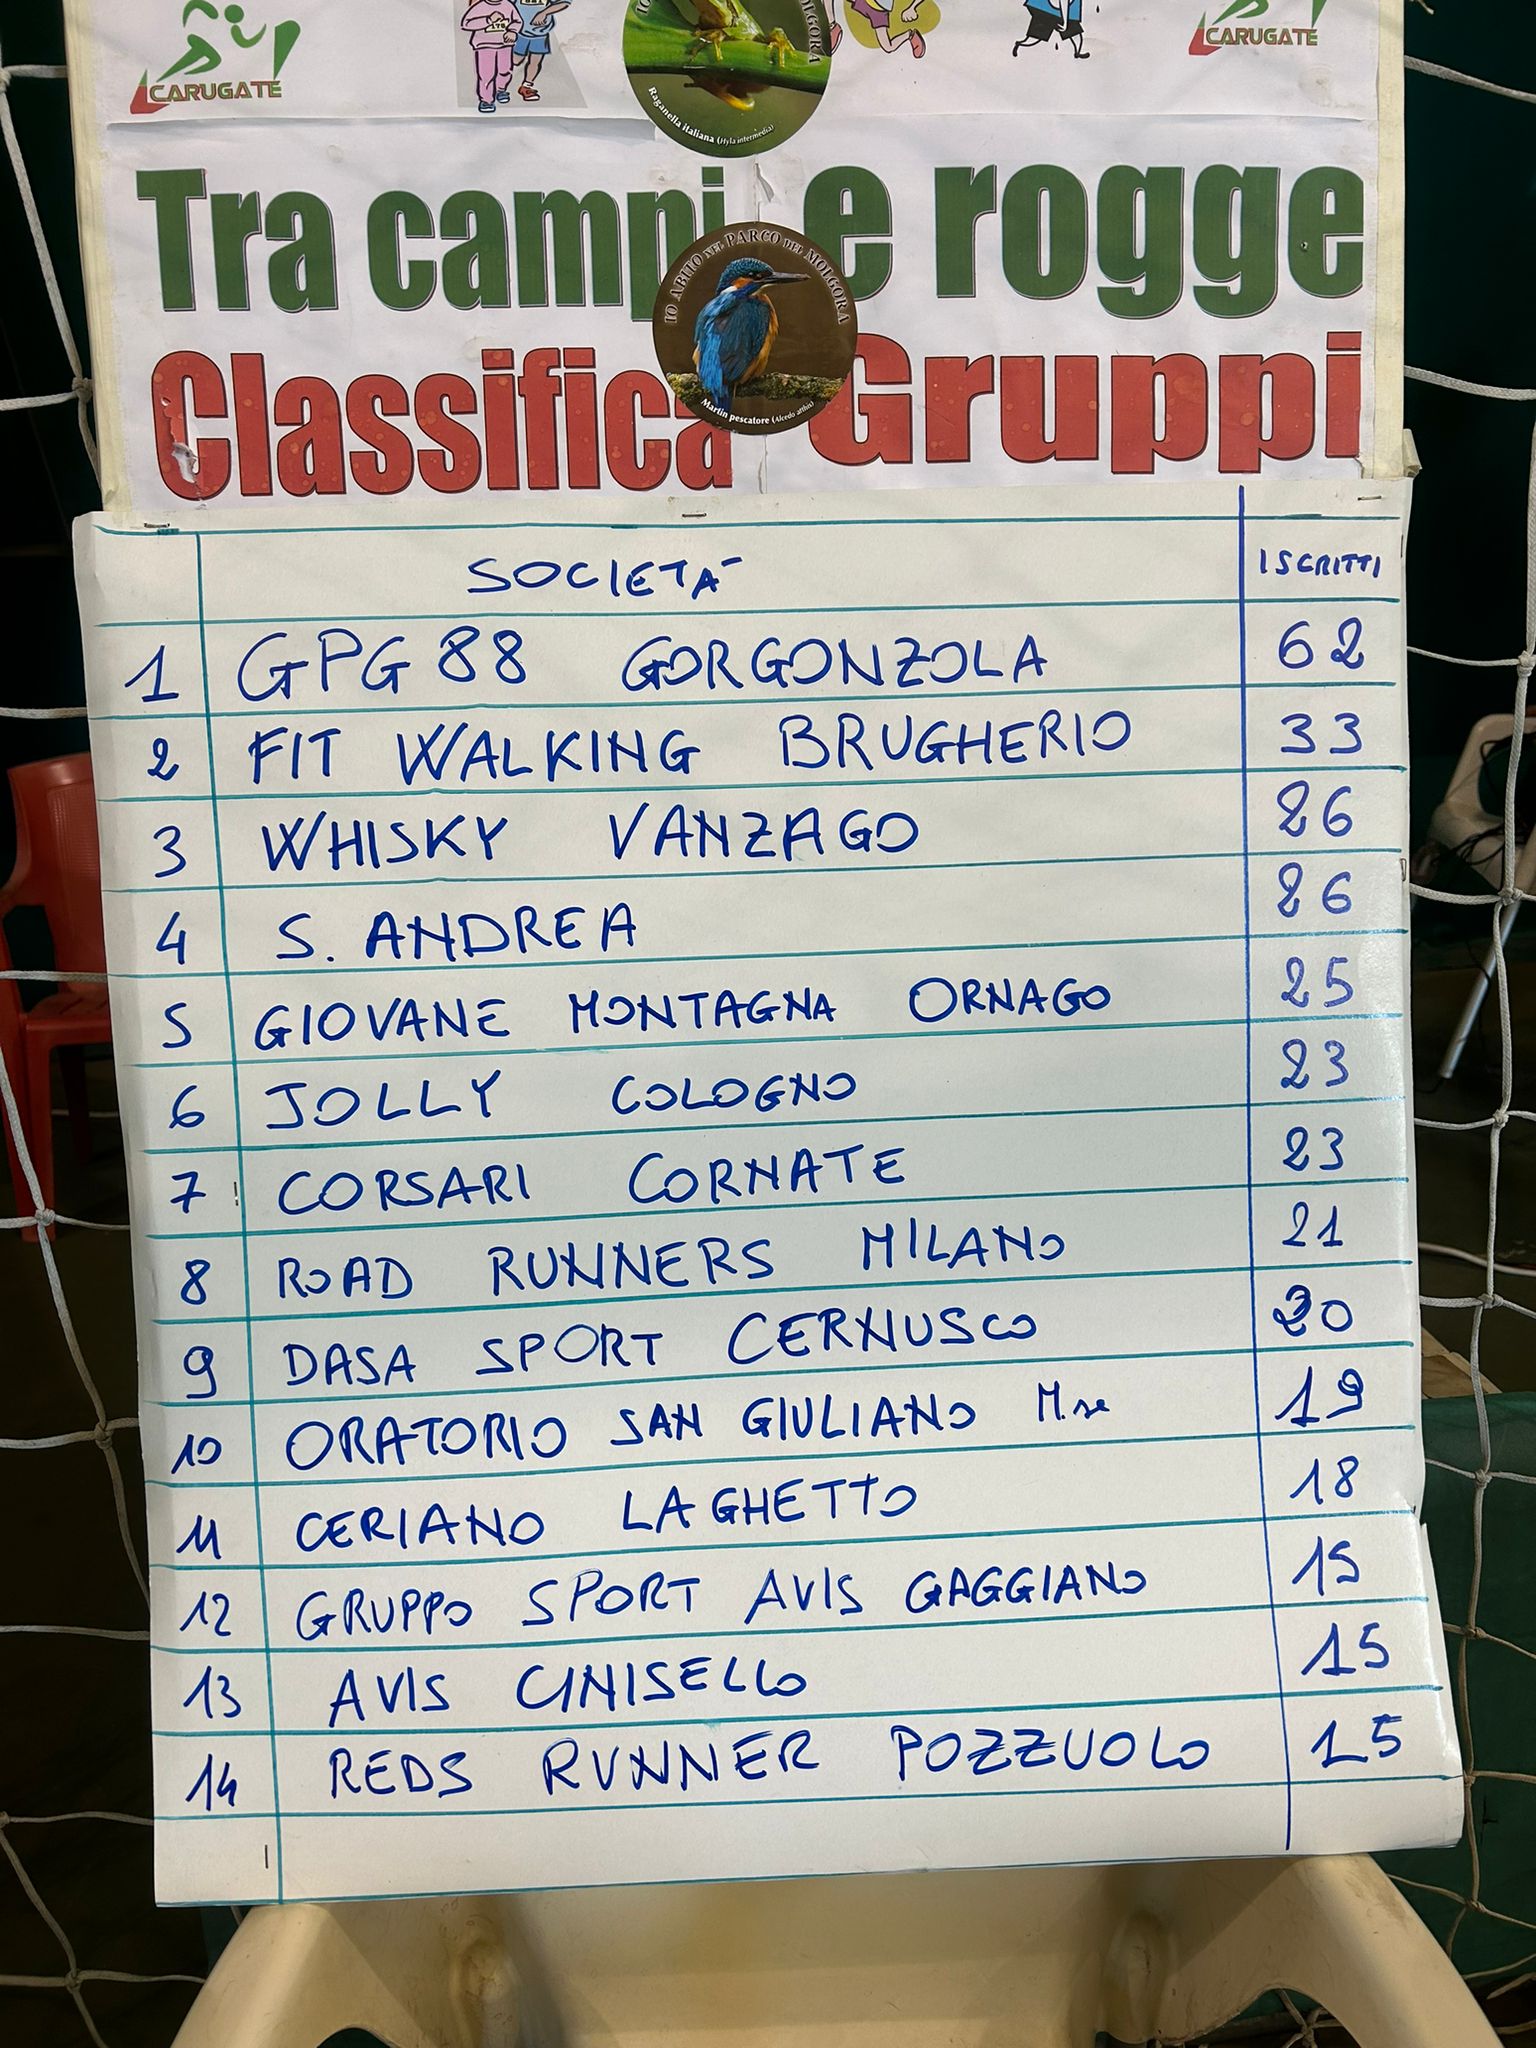 CARUGATE
CARUGATE
MOLGORA
Raganella italiana (Hyla intermedia)
Tra campi e rogge
IO ABITO NEL PARCO DEL MOLGORA
Martin pescatore (Alcedo atthis)
Classifica Gruppi
SOCIETÀ ISCRITTI
1 GPG 88 GORGONZOLA 62
2 FIT WALKING BRUGHERIO 33
3 WHISKY VANZAGO 26
4 S. ANDREA 26
5 GIOVANE MONTAGNA ORNAGO 25
6 JOLLY COLOGNO 23
7 CORSARI CORNATE 23
8 ROAD RUNNERS MILANO 21
9 DASA SPORT CERNUSCO 20
10 ORATORIO SAN GIULIANO M.se 19
11 CERIANO LAGHETTO 18
12 GRUPPO SPORT AVIS GAGGIANO 15
13 AVIS CINISELLO 15
14 REDS RUNNER POZZUOLO 15